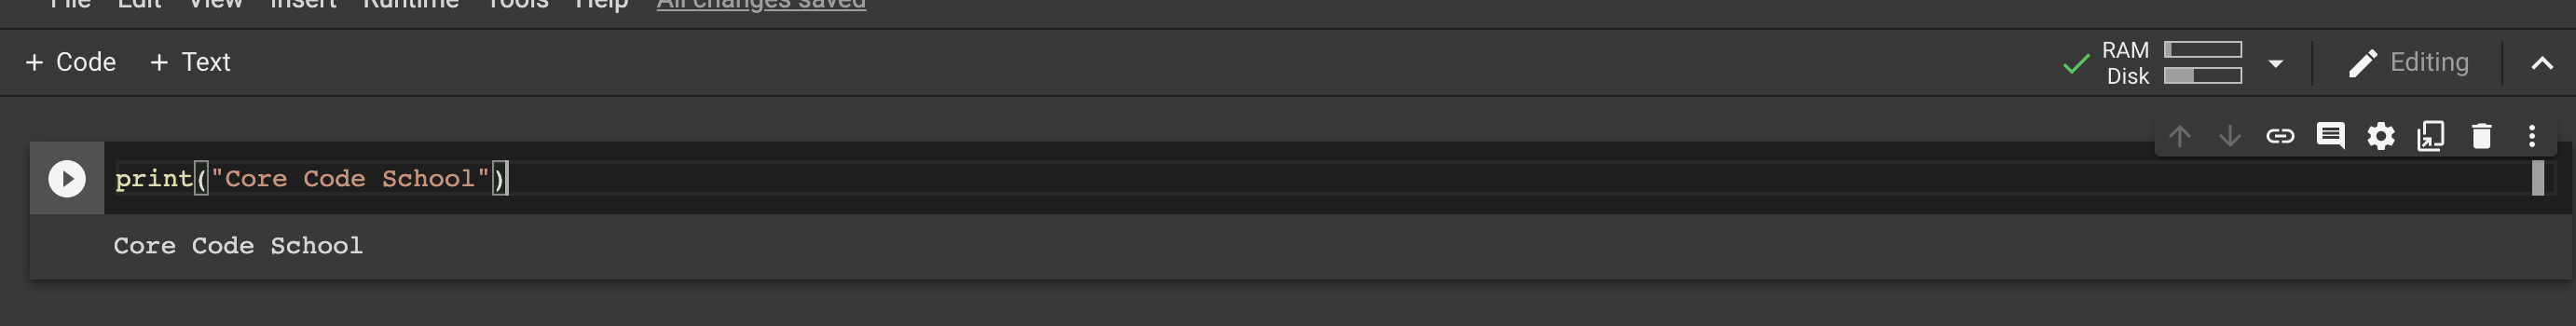 File Edit View Insert Runtime Tools Help All changes saved
+ Code + Text RAM Disk Editing
print("Core Code School")
Core Code School